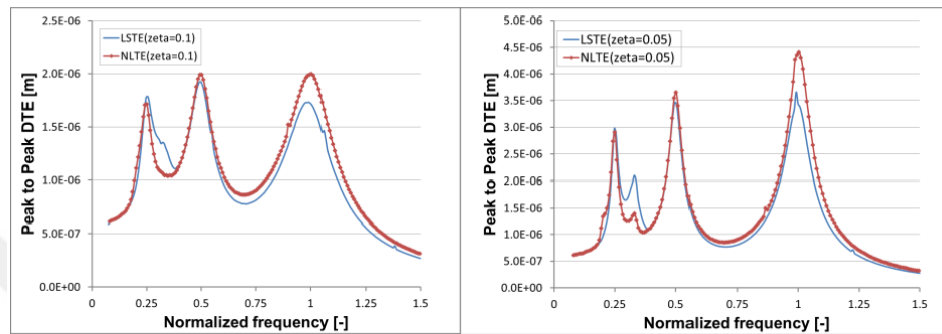 2.5E-06
2.0E-06
1.5E-06
1.0E-06
5.0E-07
0.0E+00
Peak to Peak DTE [m]
LSTE(zeta=0.1)
NLTE(zeta=0.1)
0 0.25 0.5 0.75 1 1.25 1.5
Normalized frequency [-]
5.0E-06
4.5E-06
4.0E-06
3.5E-06
3.0E-06
2.5E-06
2.0E-06
1.5E-06
1.0E-06
5.0E-07
0.0E+00
Peak to Peak DTE [m]
LSTE(zeta=0.05)
NLTE(zeta=0.05)
0 0.25 0.5 0.75 1 1.25 1.5
Normalized frequency [-]